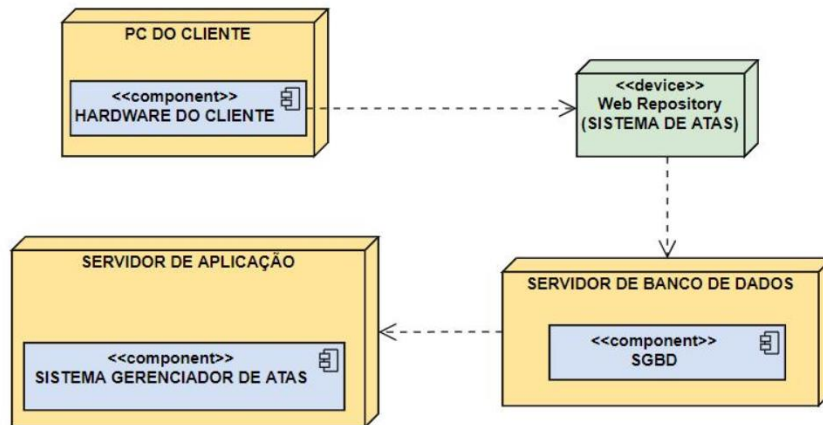 PC DO CLIENTE
<<component>>
HARDWARE DO CLIENTE
<<device>>
Web Repository
(SISTEMA DE ATAS)
SERVIDOR DE APLICAÇÃO
<<component>>
SISTEMA GERENCIADOR DE ATAS
SERVIDOR DE BANCO DE DADOS
<<component>>
SGBD